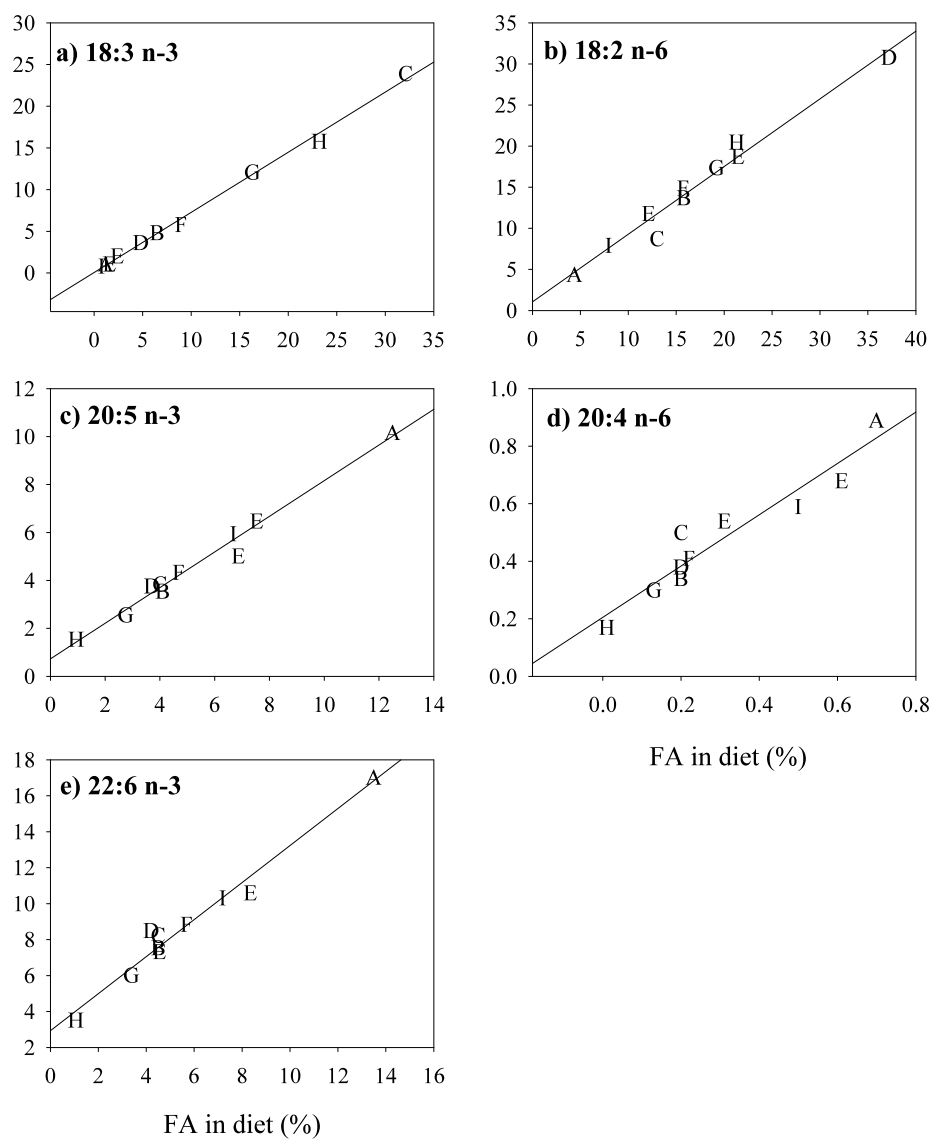 a) 18:3 n-3
30
25
20
15
10
5
0
C
H
G
F
B
D
E
I
A
E
0 5 10 15 20 25 30 35
b) 18:2 n-6
35
30
25
20
15
10
5
0
D
H
E
G
E
B
E
C
I
A
0 5 10 15 20 25 30 35 40
c) 20:5 n-3
12
10
8
6
4
2
0
A
E
I
E
F
D
C
B
G
H
0 2 4 6 8 10 12 14
d) 20:4 n-6
1.0
0.8
0.6
0.4
0.2
0.0
A
E
I
E
C
F
D
B
G
H
0.0 0.2 0.4 0.6 0.8
FA in diet (%)
e) 22:6 n-3
18
16
14
12
10
8
6
4
2
A
E
I
F
D
C
B
E
G
H
0 2 4 6 8 10 12 14 16
FA in diet (%)